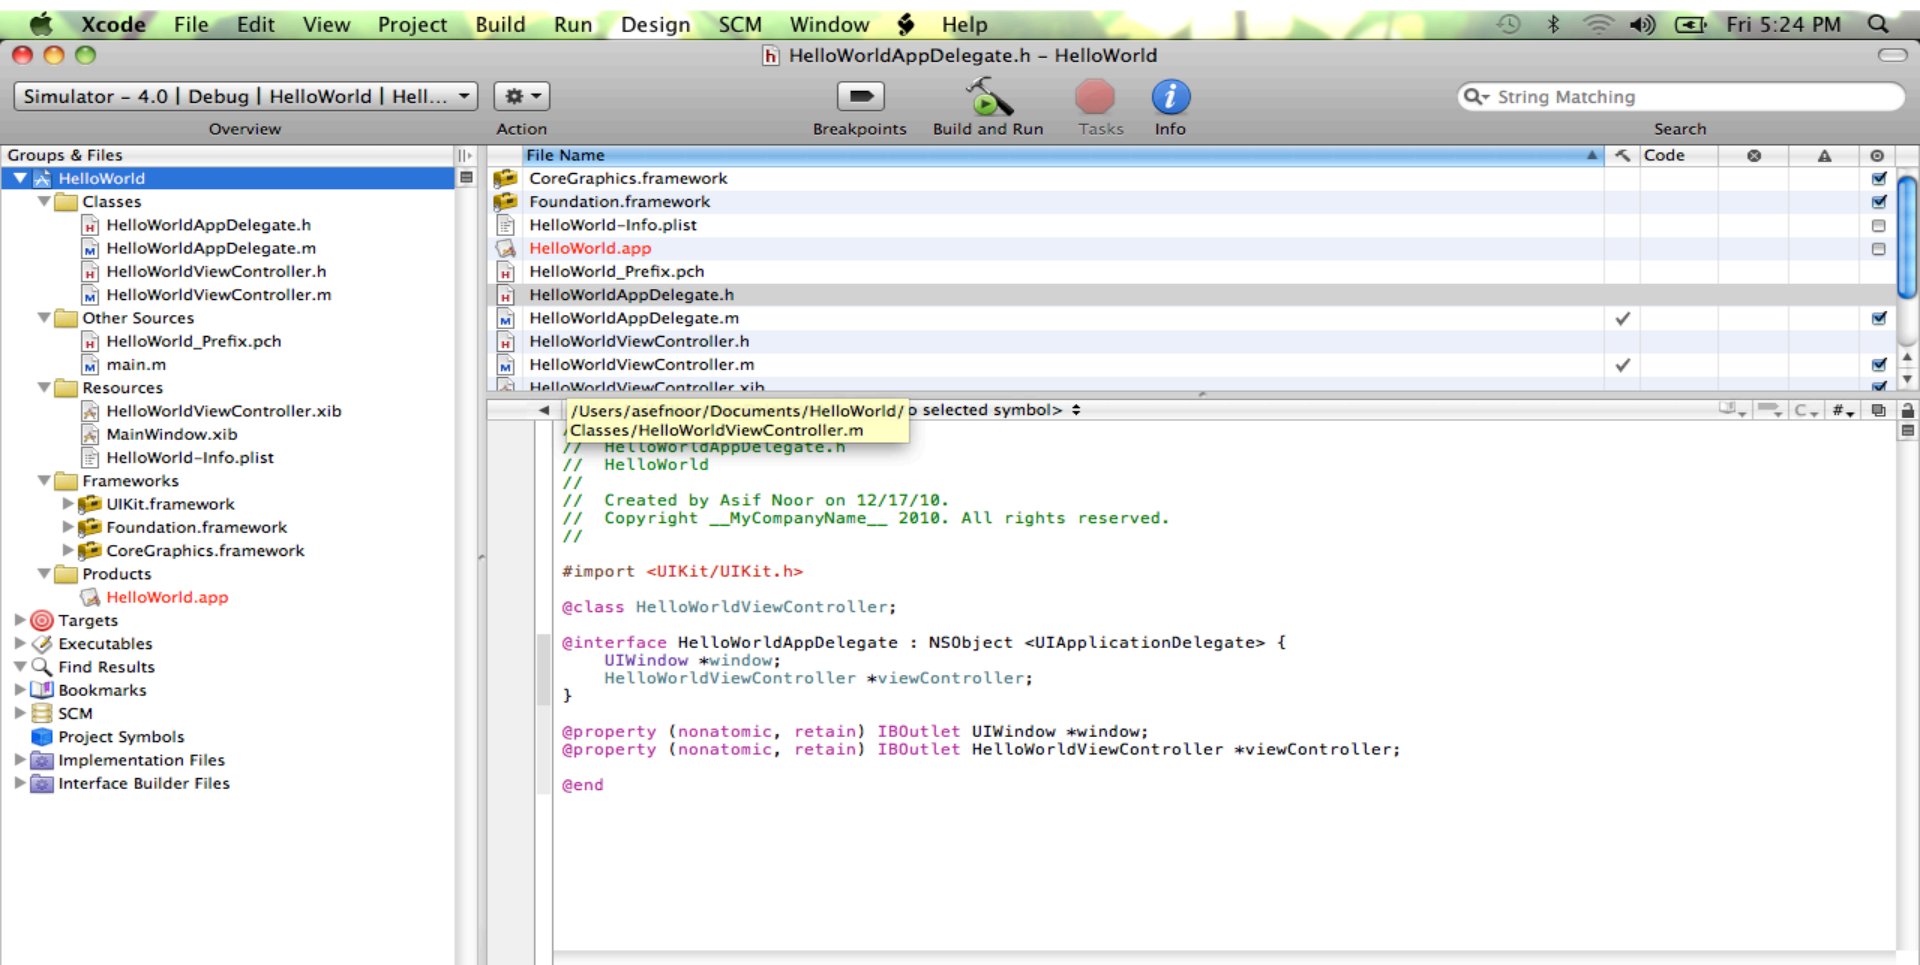 Xcode File Edit View Project Build Run Design SCM Window Help Fri 5:24 PM
HelloWorldAppDelegate.h – HelloWorld
Simulator – 4.0 | Debug | HelloWorld | Hell...
String Matching
Overview Action Breakpoints Build and Run Tasks Info Search
Groups & Files
HelloWorld
Classes
HelloWorldAppDelegate.h
HelloWorldAppDelegate.m
HelloWorldViewController.h
HelloWorldViewController.m
Other Sources
HelloWorld_Prefix.pch
main.m
Resources
HelloWorldViewController.xib
MainWindow.xib
HelloWorld-Info.plist
Frameworks
UIKit.framework
Foundation.framework
CoreGraphics.framework
Products
HelloWorld.app
Targets
Executables
Find Results
Bookmarks
SCM
Project Symbols
Implementation Files
Interface Builder Files
File Name Code
CoreGraphics.framework
Foundation.framework
HelloWorld-Info.plist
HelloWorld.app
HelloWorld_Prefix.pch
HelloWorldAppDelegate.h
HelloWorldAppDelegate.m
HelloWorldViewController.h
HelloWorldViewController.m
HelloWorldViewController.xib
/Users/asefnoor/Documents/HelloWorld/
Classes/HelloWorldViewController.m
o selected symbol> C #
// HelloWorldAppDelegate.h
// HelloWorld
//
// Created by Asif Noor on 12/17/10.
// Copyright __MyCompanyName__ 2010. All rights reserved.
//
#import <UIKit/UIKit.h>
@class HelloWorldViewController;
@interface HelloWorldAppDelegate : NSObject <UIApplicationDelegate> {
UIWindow *window;
HelloWorldViewController *viewController;
}
@property (nonatomic, retain) IBOutlet UIWindow *window;
@property (nonatomic, retain) IBOutlet HelloWorldViewController *viewController;
@end